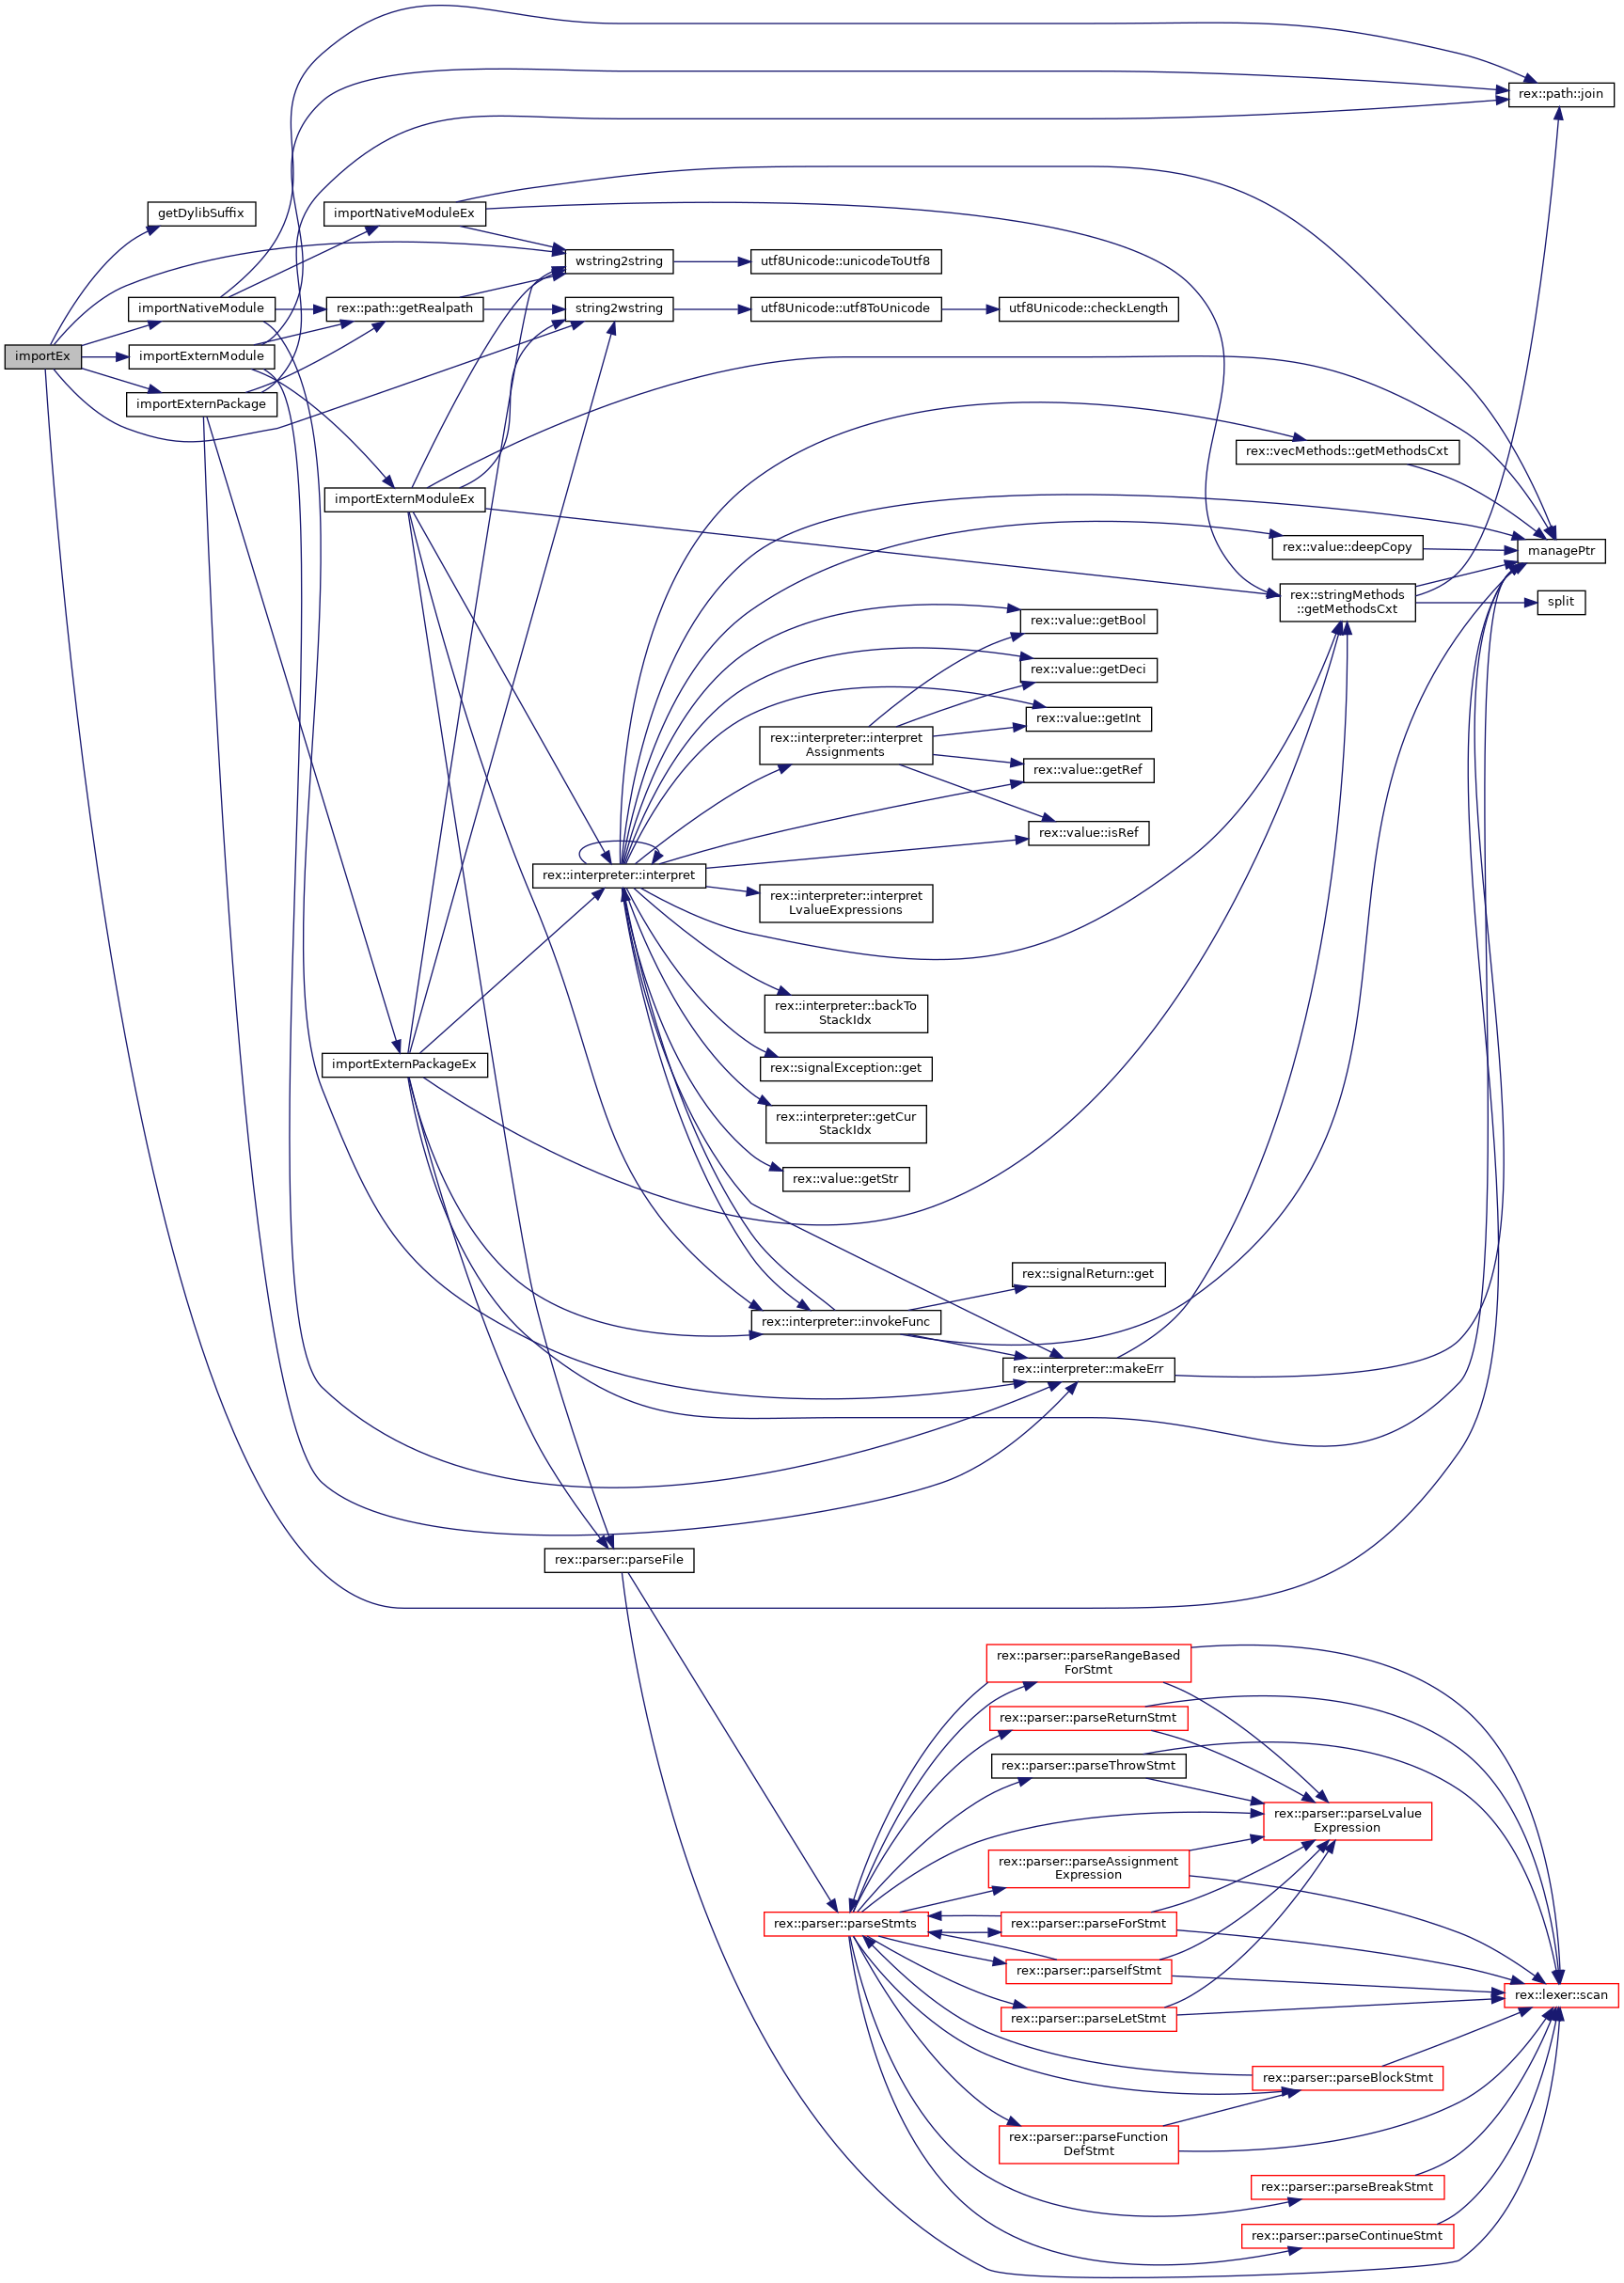 rex::path::join
getDylibSuffix
importNativeModuleEx
wstring2string
utf8Unicode::unicodeToUtf8
importNativeModule
rex::path::getRealpath
string2wstring
utf8Unicode::utf8ToUnicode
utf8Unicode::checkLength
importEx
importExternModule
importExternPackage
rex::vecMethods::getMethodsCxt
importExternModuleEx
rex::value::deepCopy
managePtr
rex::stringMethods
::getMethodsCxt
split
rex::value::getBool
rex::value::getDeci
rex::value::getInt
rex::interpreter::interpret
Assignments
rex::value::getRef
rex::value::isRef
rex::interpreter::interpret
rex::interpreter::interpret
LvalueExpressions
rex::interpreter::backTo
StackIdx
importExternPackageEx
rex::signalException::get
rex::interpreter::getCur
StackIdx
rex::value::getStr
rex::signalReturn::get
rex::interpreter::invokeFunc
rex::interpreter::makeErr
rex::parser::parseFile
rex::parser::parseRangeBased
ForStmt
rex::parser::parseReturnStmt
rex::parser::parseThrowStmt
rex::parser::parseLvalue
Expression
rex::parser::parseAssignment
Expression
rex::parser::parseStmts
rex::parser::parseForStmt
rex::parser::parseIfStmt
rex::lexer::scan
rex::parser::parseLetStmt
rex::parser::parseBlockStmt
rex::parser::parseFunction
DefStmt
rex::parser::parseBreakStmt
rex::parser::parseContinueStmt